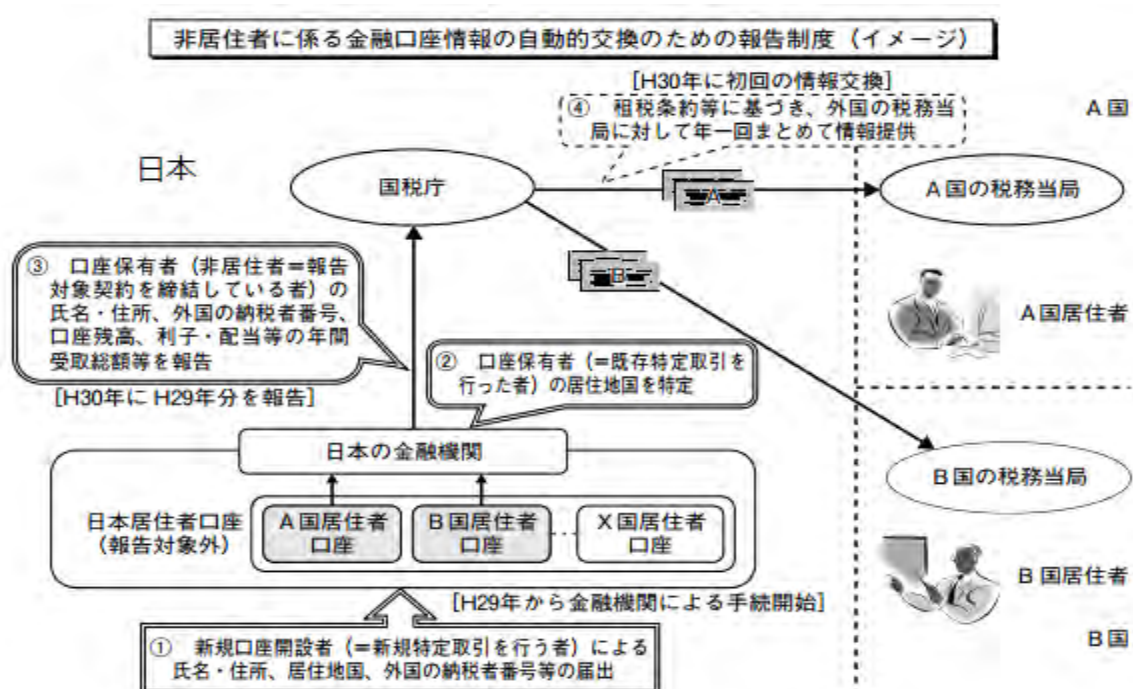 非居住者に係る金融口座情報の自動的交換のための報告制度（イメージ）
[H30年に初回の情報交換]
④　租税条約等に基づき、外国の税務当
局に対して年一回まとめて情報提供
A国
日本
国税庁
A
A国の税務当局
B
③　口座保有者（非居住者＝報告
対象契約を締結している者）の
氏名・住所、外国の納税者番号、
口座残高、利子・配当等の年間
受取総額等を報告
[H30年にH29年分を報告]
A国居住者
②　口座保有者（＝既存特定取引を
行った者）の居住地国を特定
日本の金融機関
B国の税務当局
日本居住者口座
（報告対象外）
A国居住者
口座
B国居住者
口座
X国居住者
口座
B国居住者
[H29年から金融機関による手続開始]
①　新規口座開設者（＝新規特定取引を行う者）による
氏名・住所、居住地国、外国の納税者番号等の届出
B国